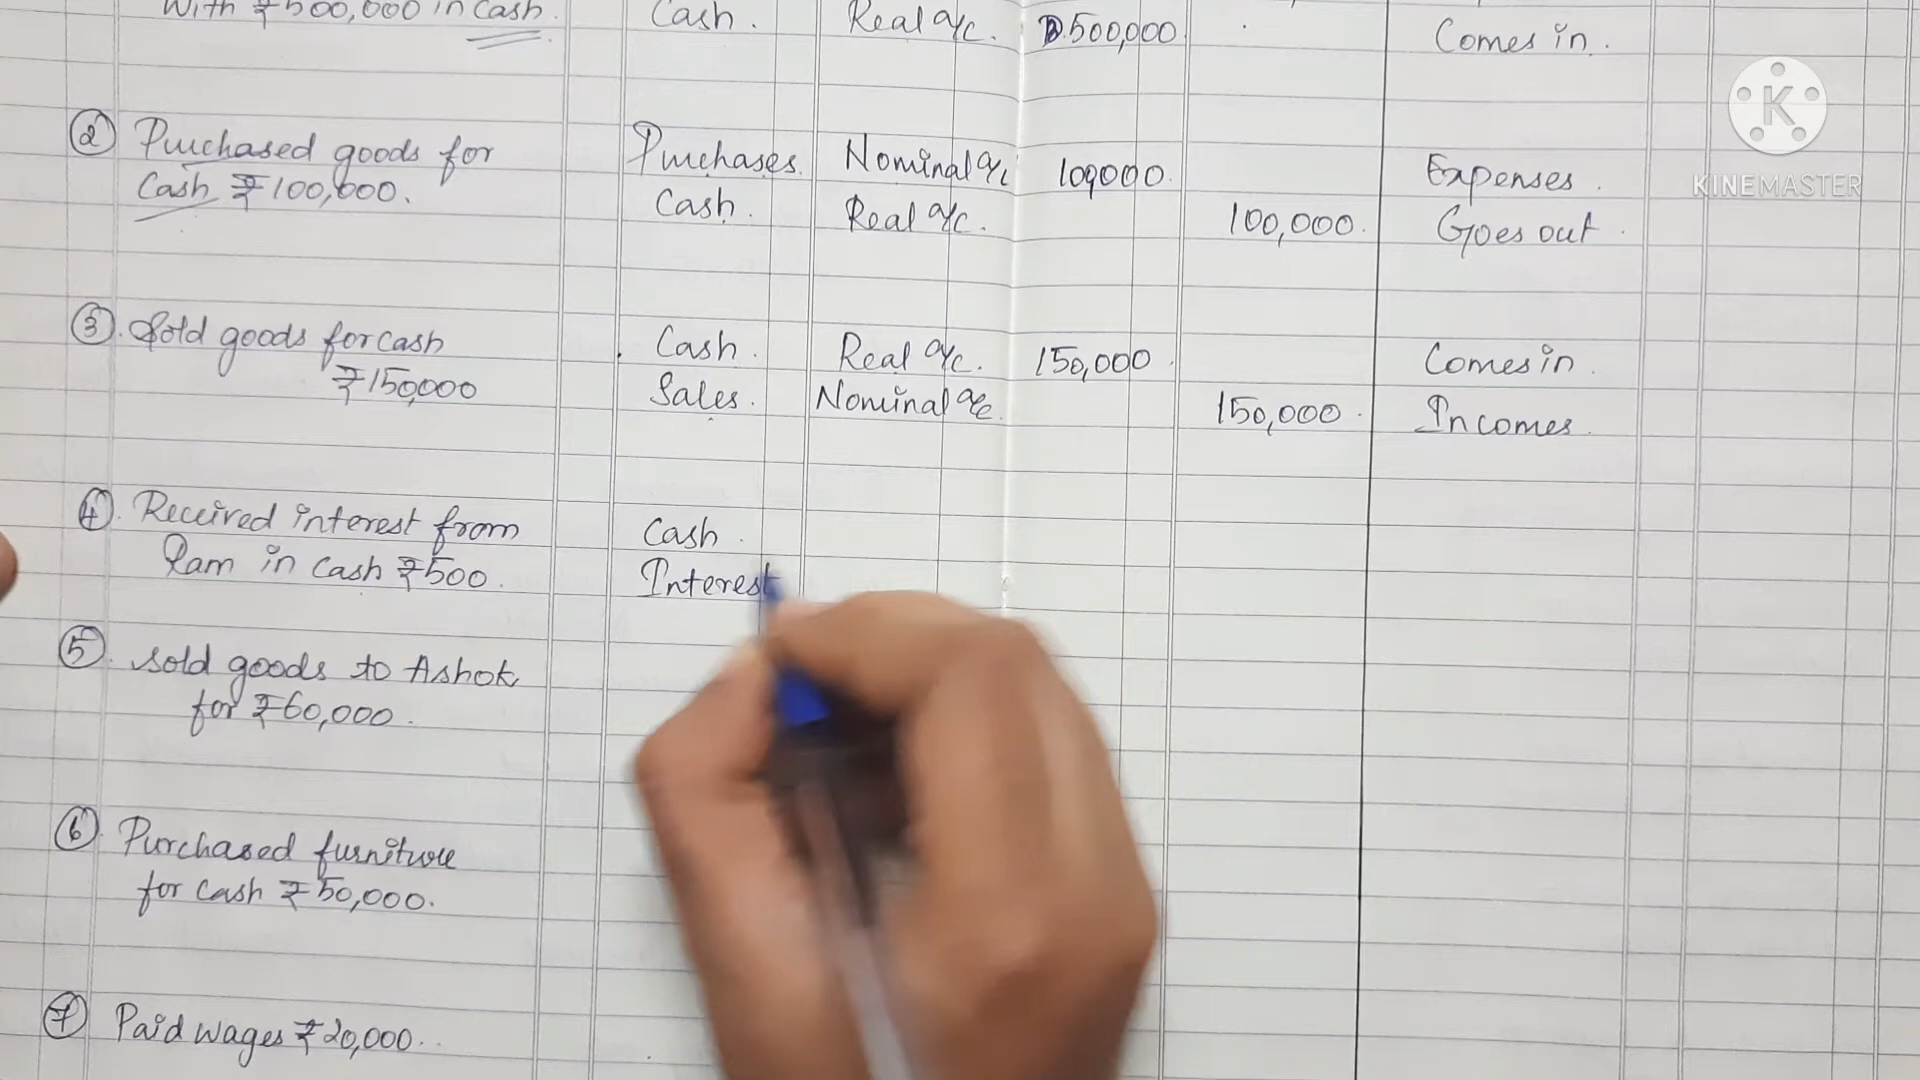 With ₹500,000 in cash. Cash. Real a/c. 500,000 Comes in.
② Purchased goods for Purchases. Nominal a/c 100000. Expenses.
Cash ₹100,000. Cash. Real a/c. 100,000. Goes out.
③. Sold goods for cash Cash. Real a/c. 150,000. Comes in.
₹150,000 Sales. Nominal a/c. 150,000. Incomes.
④. Received interest from Cash.
Ram in cash ₹500. Interest
⑤. Sold goods to Ashok
for ₹60,000.
⑥. Purchased furniture
for cash ₹50,000.
⑦ Paid wages ₹20,000..
K
KINEMASTER